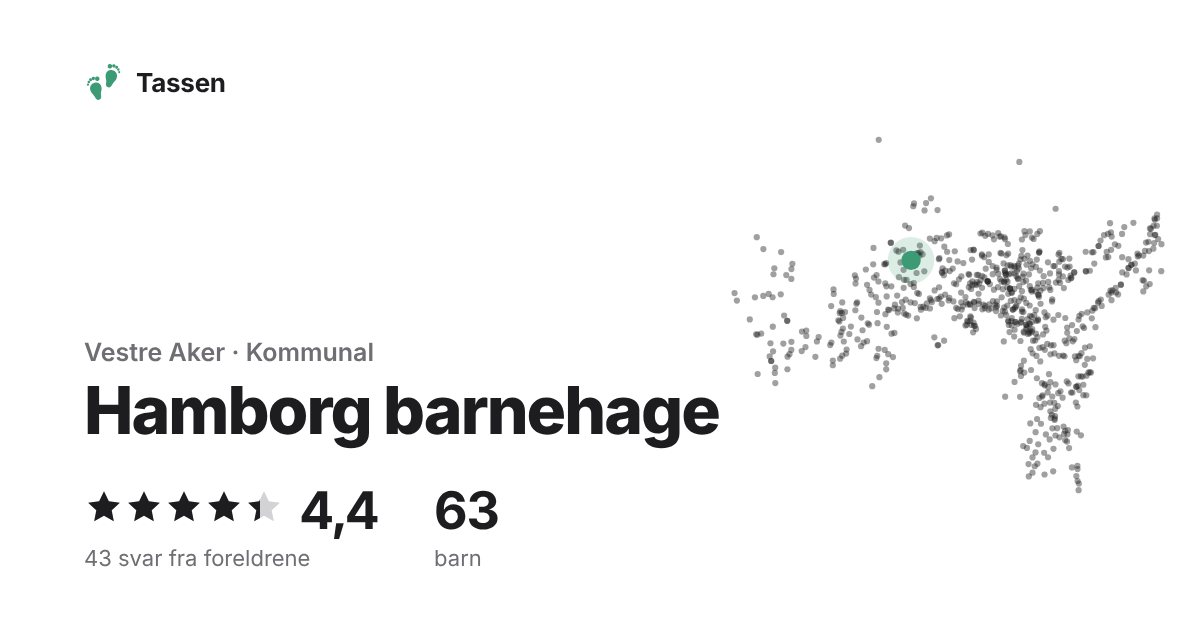 Tassen
Vestre Aker · Kommunal
Hamborg barnehage
4,4 63
43 svar fra foreldrene barn